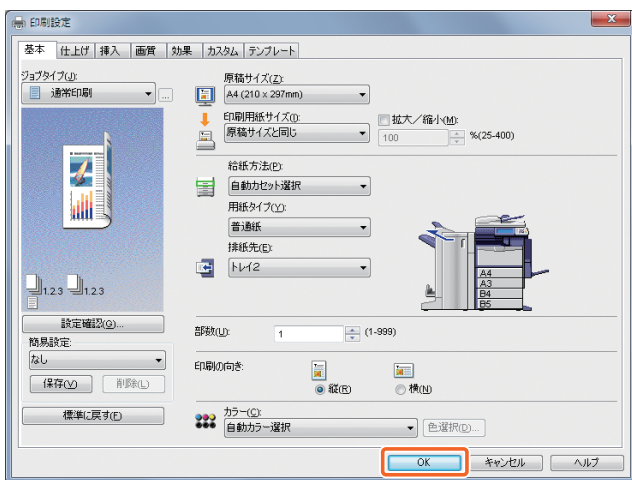 印刷設定
基本 仕上げ 挿入 画質 効果 カスタム テンプレート
ジョブタイプ(J):
通常印刷
...
1.2.3 1.2.3
設定確認(Q)...
簡易設定:
なし
保存(V) 削除(L)
標準に戻す(F)
原稿サイズ(Z):
A4 (210 x 297mm)
印刷用紙サイズ(I):
原稿サイズと同じ
拡大/縮小(M):
100 %(25-400)
給紙方法(P):
自動カセット選択
用紙タイプ(Y):
普通紙
排紙先(E):
トレイ2
A4
A3
B4
B5
部数(U): 1 (1-999)
印刷の向き:
縦(R) 横(N)
カラー(C):
自動カラー選択 色選択(D)...
OK キャンセル ヘルプ